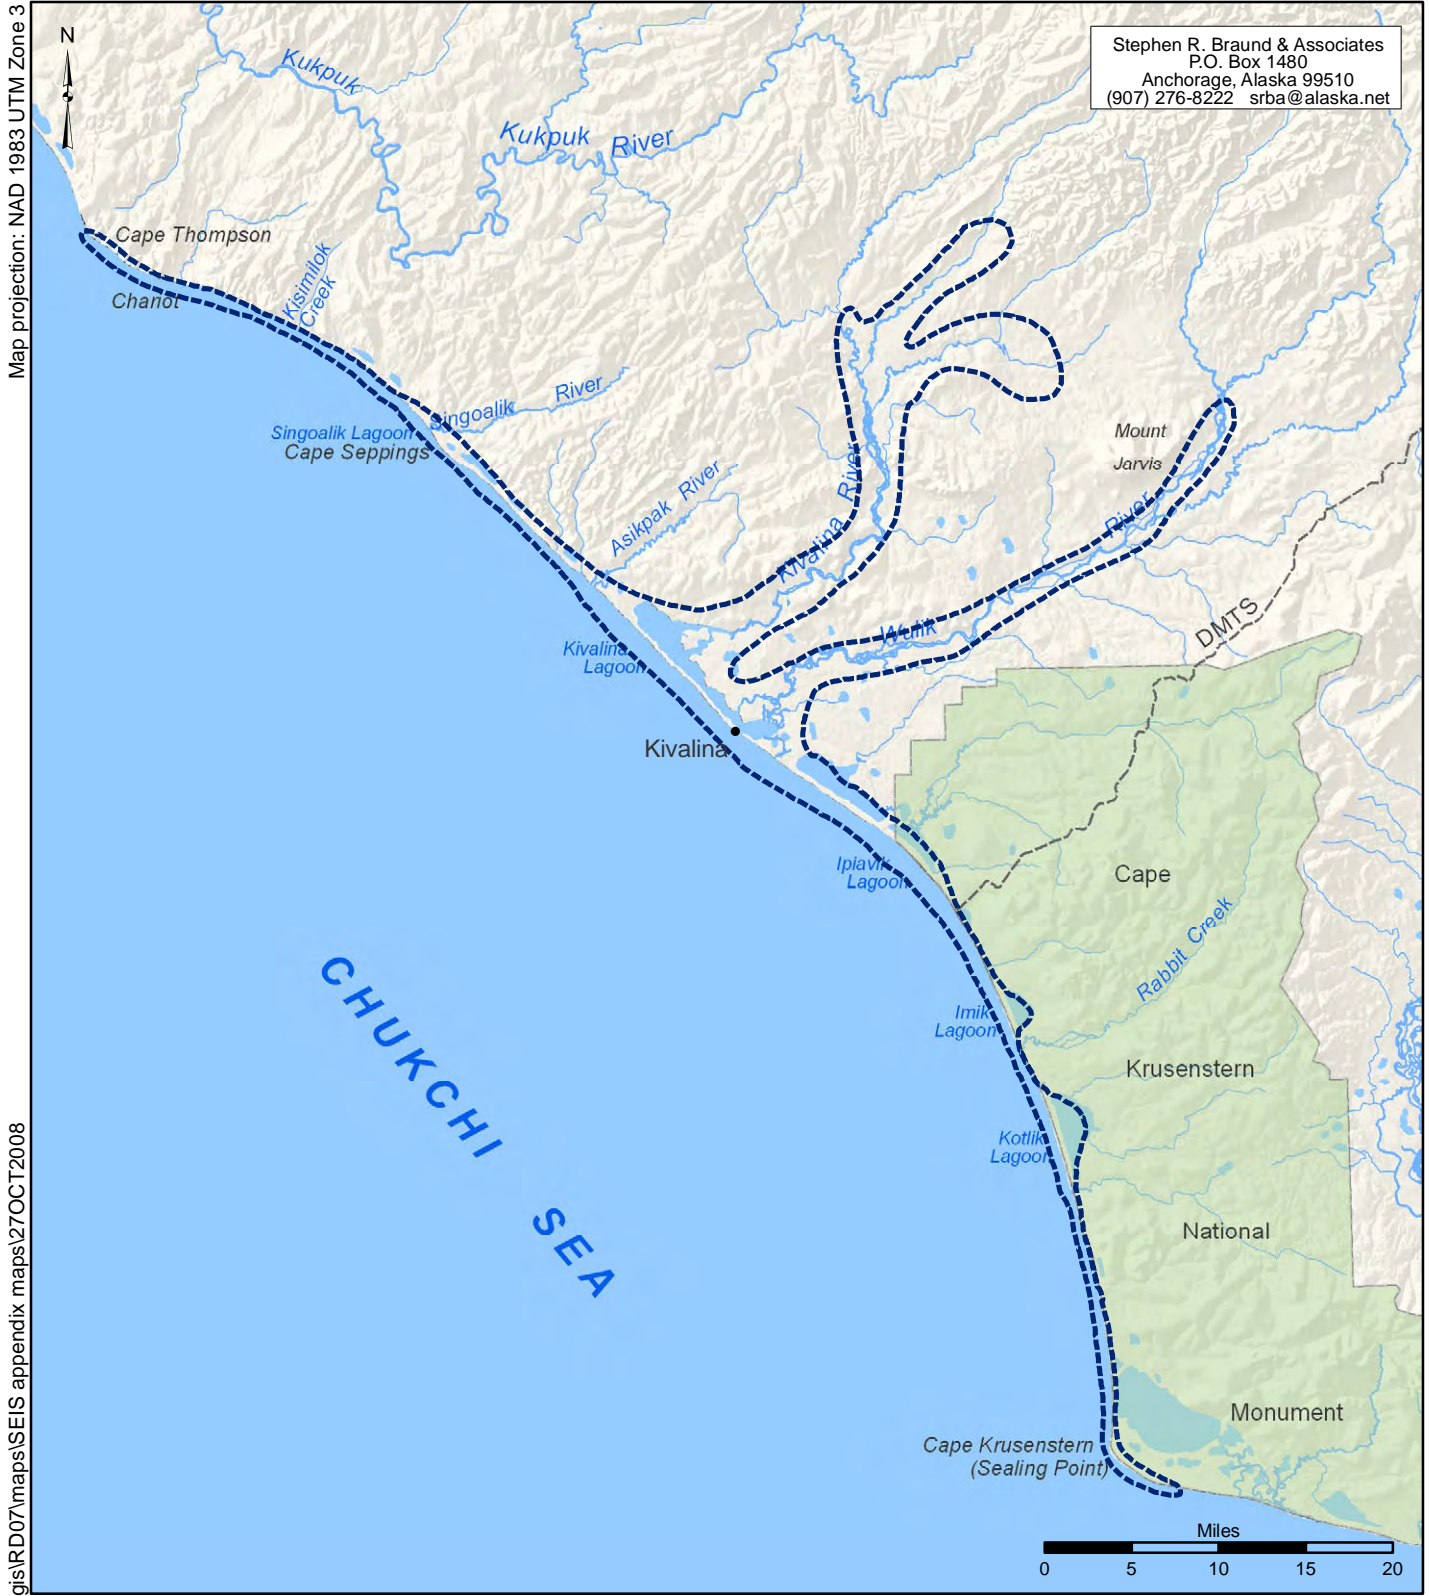 Map projection: NAD 1983 UTM Zone 3
gis\RD07\maps\SEIS appendix maps\27OCT2008
N
Stephen R. Braund & Associates
P.O. Box 1480
Anchorage, Alaska 99510
(907) 276-8222 srba@alaska.net
Kukpuk
Kukpuk River
Cape Thompson
Chariot
Kisimilok
Creek
Singoalik River
Singoalik Lagoon
Cape Seppings
Asikpak River
Kivalina River
Mount
Jarvis
Wulik River
DMTS
Kivalina
Lagoon
Kivalina
Ipiavik
Lagoon
Cape
Rabbit Creek
Imik
Lagoon
Krusenstern
Kotlik
Lagoon
National
CHUKCHI SEA
Monument
Cape Krusenstern
(Sealing Point)
Miles
0 5 10 15 20